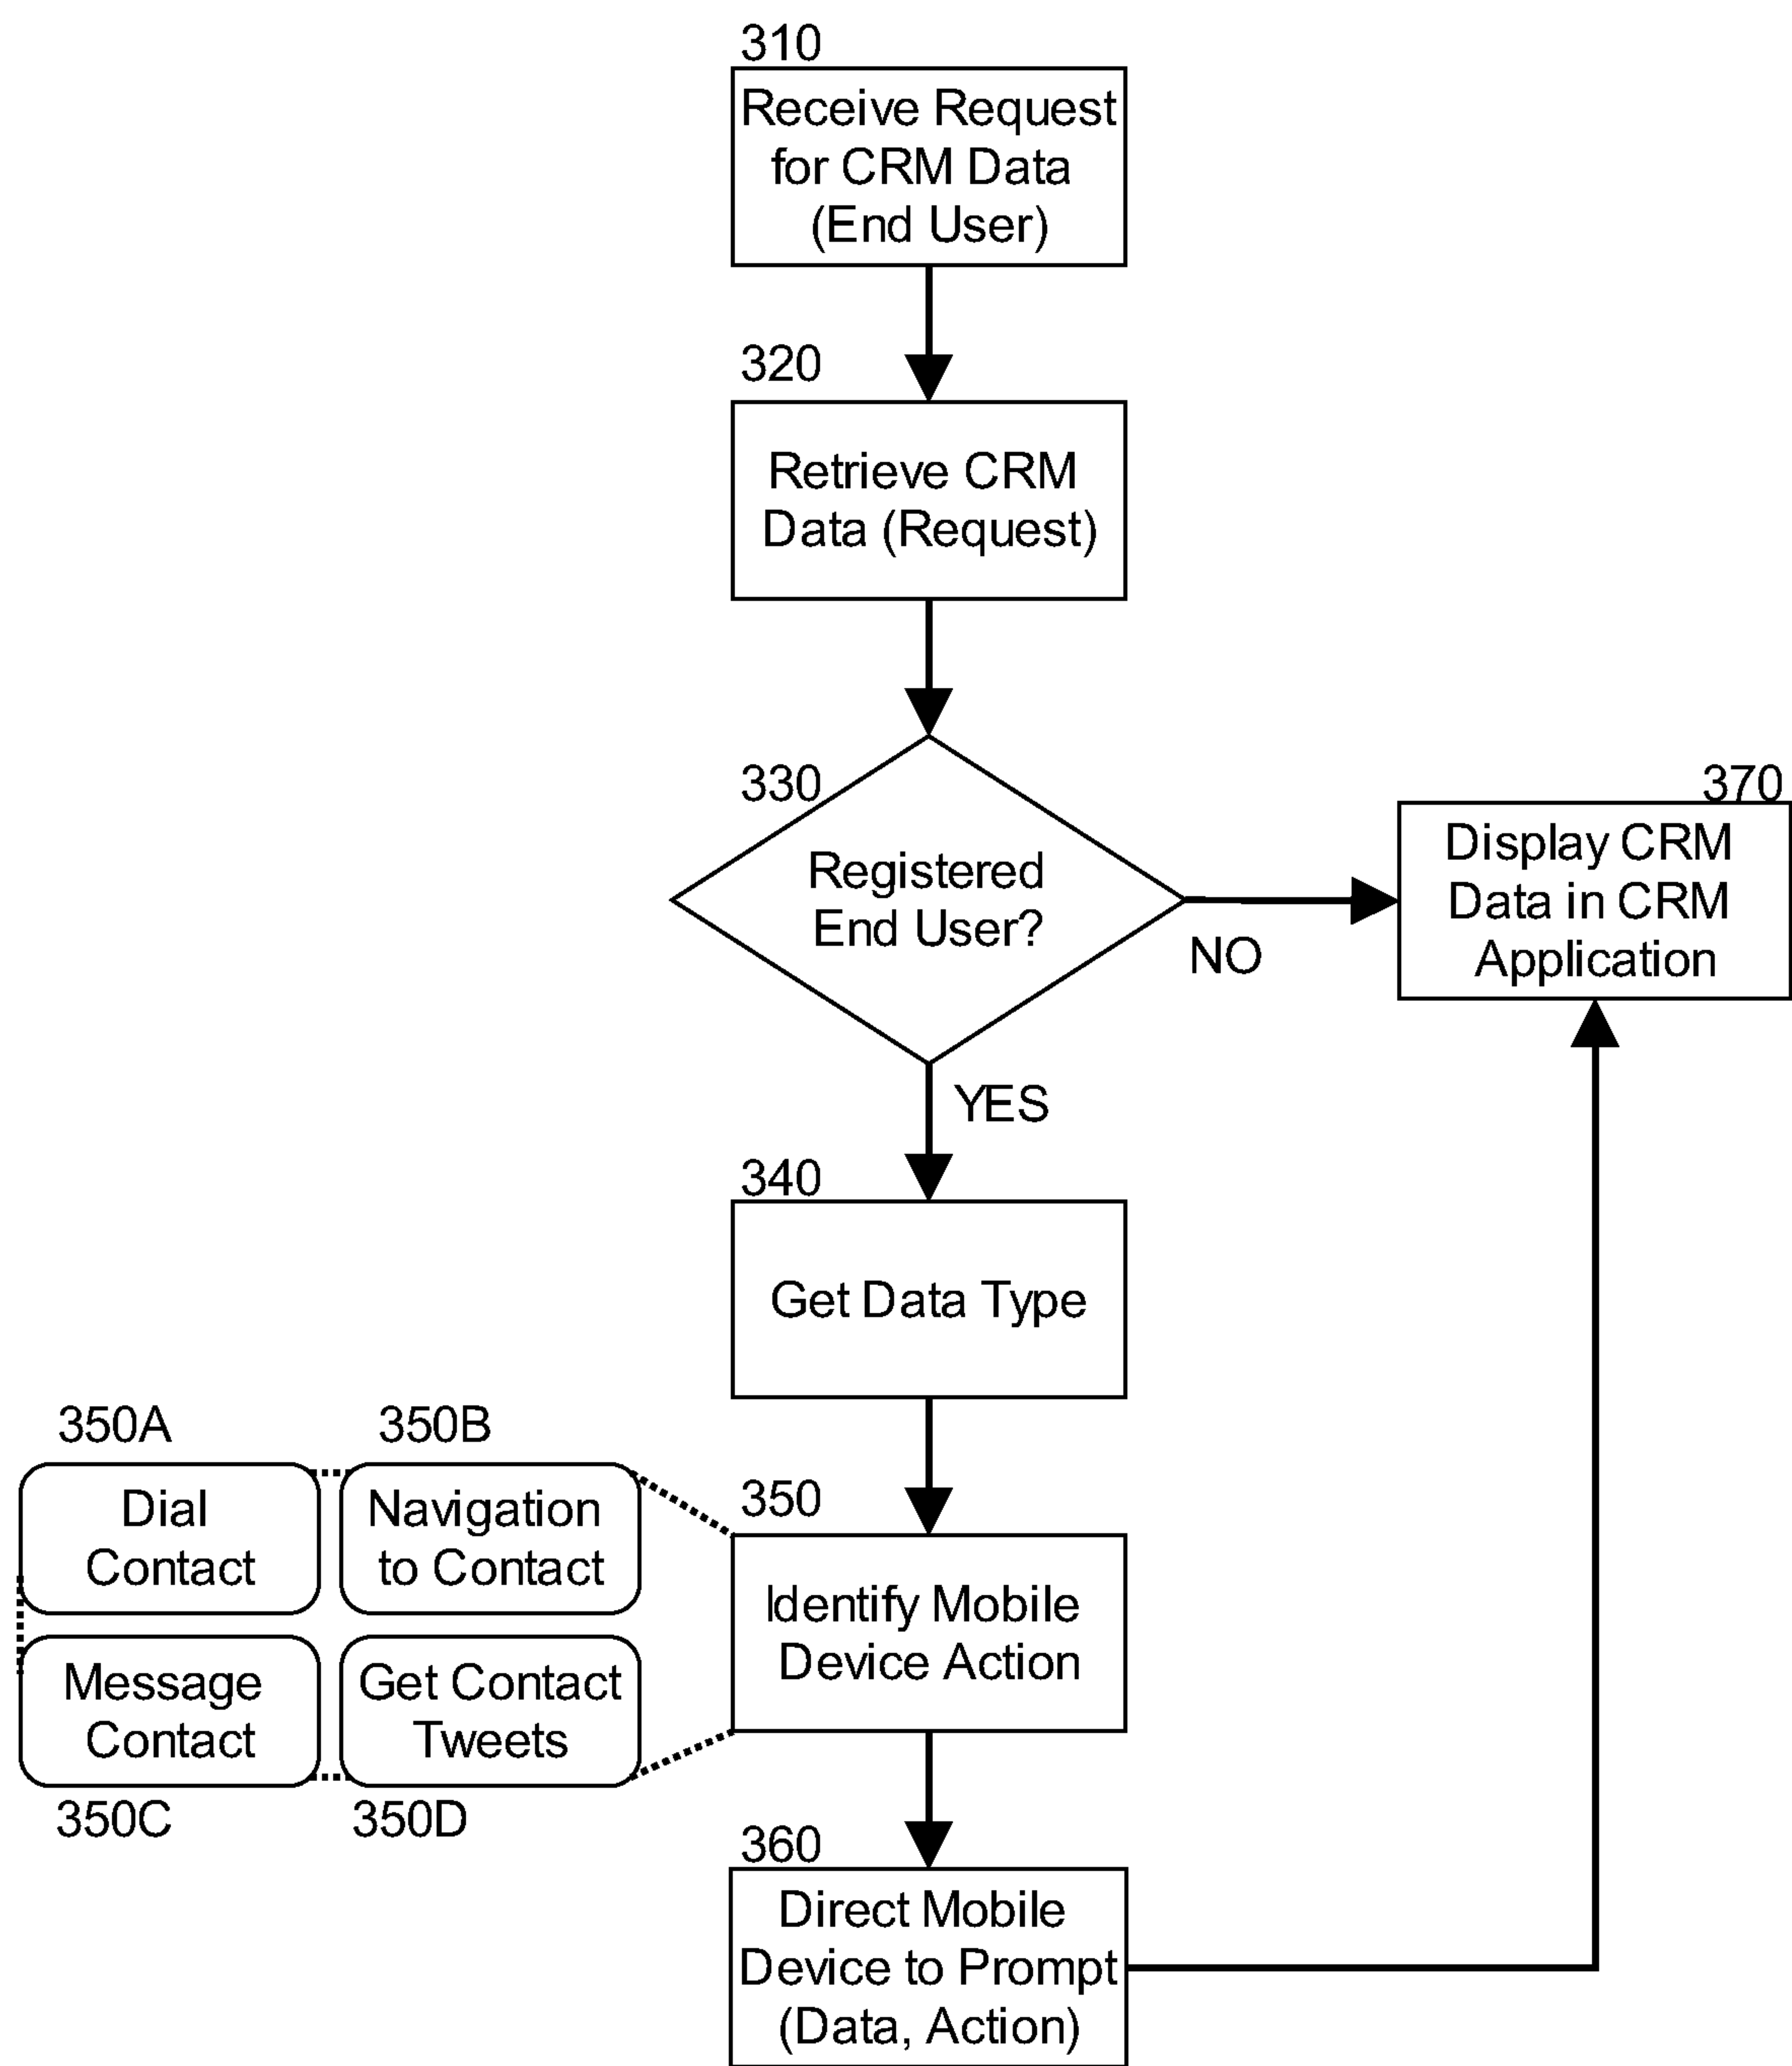 310
Receive Request
for CRM Data
(End User)
320
Retrieve CRM
Data (Request)
330
Registered
End User?
NO
370
Display CRM
Data in CRM
Application
YES
340
Get Data Type
350A
Dial
Contact
350B
Navigation
to Contact
350
Identify Mobile
Device Action
Message
Contact
350C
Get Contact
Tweets
350D
360
Direct Mobile
Device to Prompt
(Data, Action)